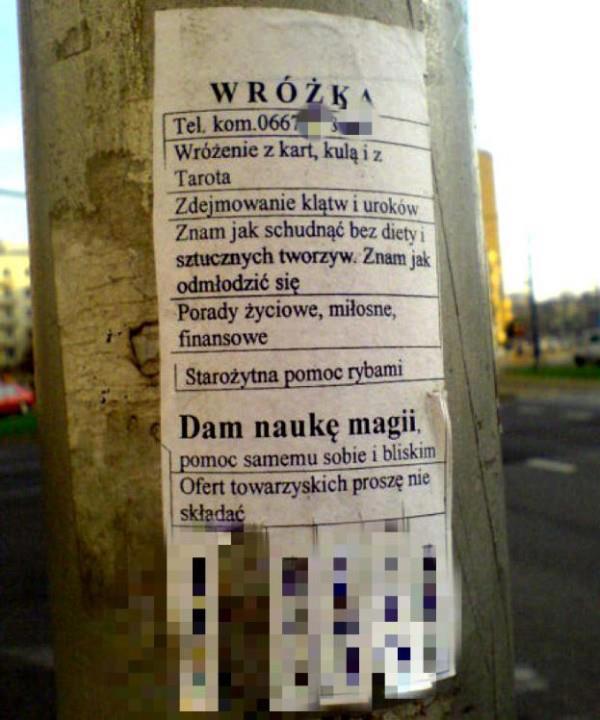 WRÓŻKA
Tel. kom.0667
Wróżenie z kart, kulą i z
Tarota
Zdejmowanie klątw i uroków
Znam jak schudnąć bez diety i
sztucznych tworzyw. Znam jak
odmłodzić się
Porady życiowe, miłosne,
finansowe
Starożytna pomoc rybami
Dam naukę magii,
pomoc samemu sobie i bliskim
Ofert towarzyskich proszę nie
składać